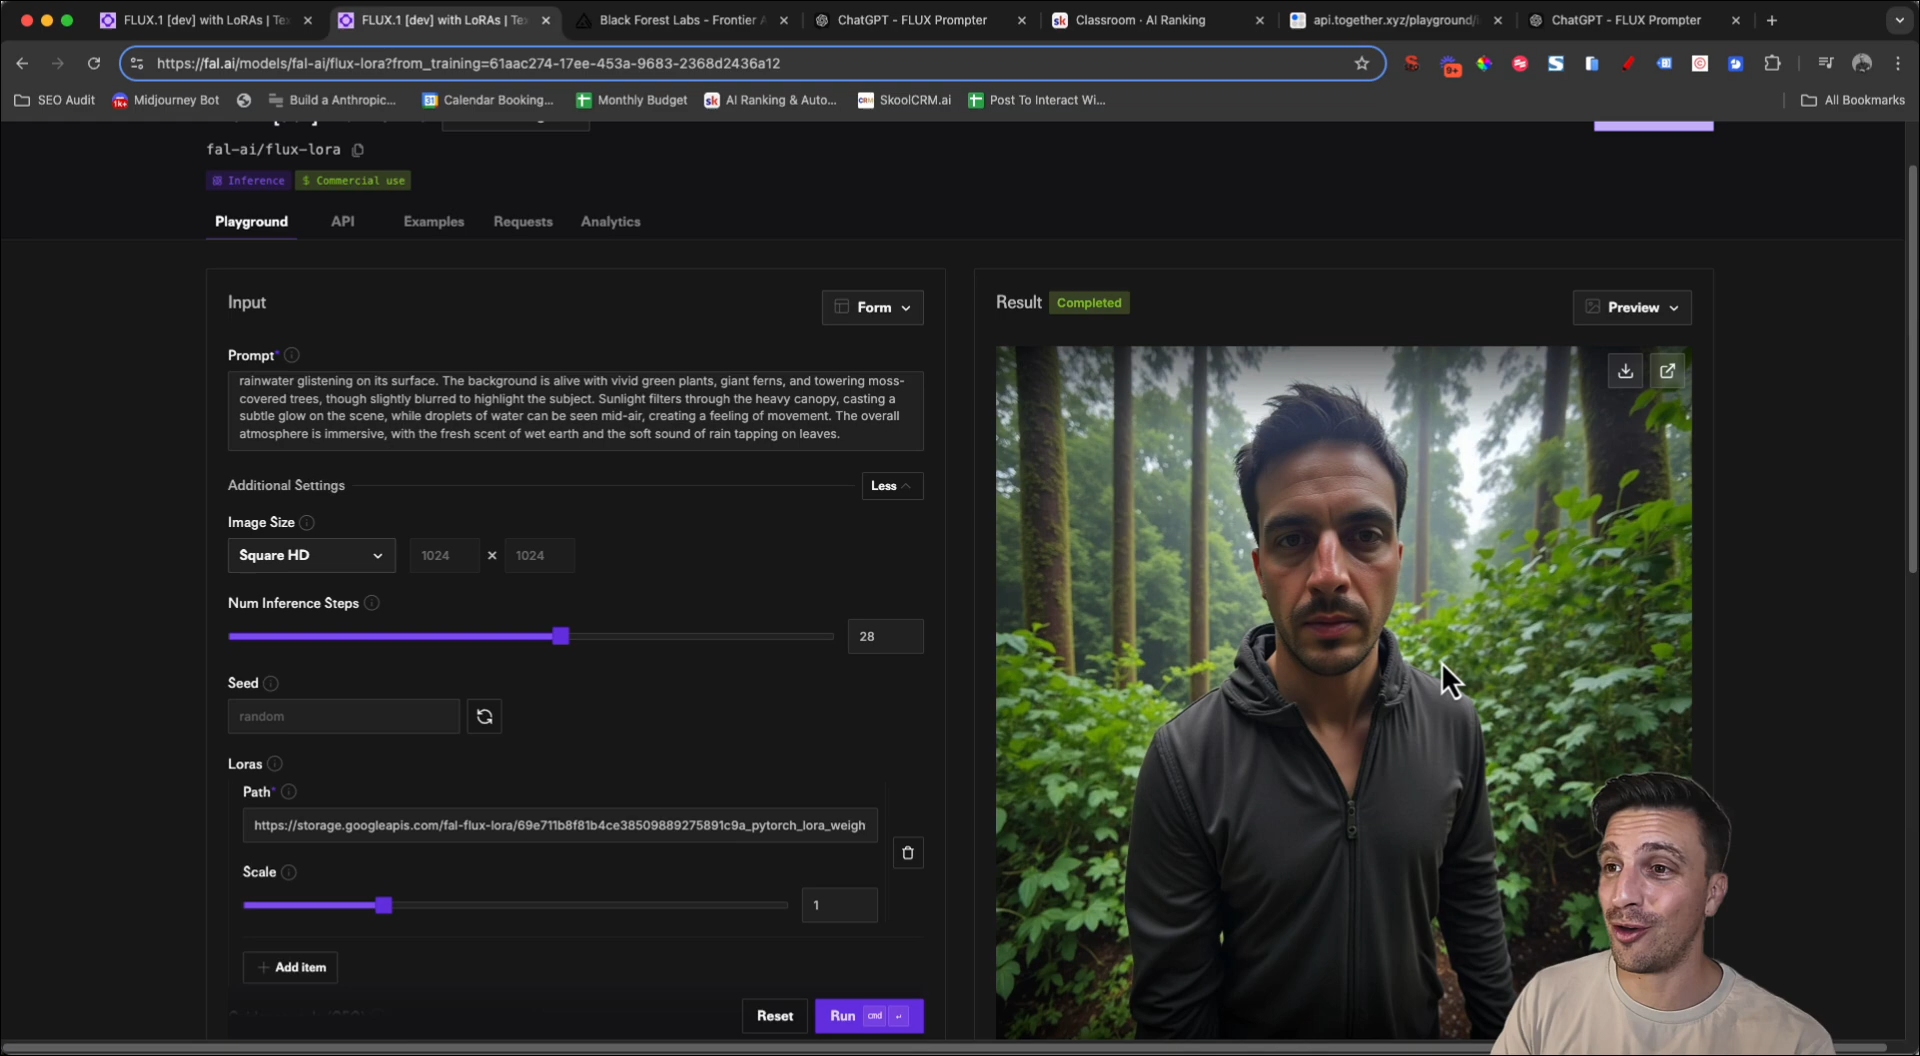 FLUX.1 [dev] with LoRAs | Tex
FLUX.1 [dev] with LoRAs | Tex
Black Forest Labs - Frontier A
ChatGPT - FLUX Prompter
Classroom · AI Ranking
api.together.xyz/playground/i
ChatGPT - FLUX Prompter
https://fal.ai/models/fal-ai/flux-lora?from_training=61aac274-17ee-453a-9683-2368d2436a12
9+
SEO Audit
1k+
Midjourney Bot
Build a Anthropic...
31
Calendar Booking...
Monthly Budget
sk
AI Ranking & Auto...
CRM
SkoolCRM.ai
Post To Interact Wi...
All Bookmarks
fal-ai/flux-lora
Inference
$ Commercial use
Playground
API
Examples
Requests
Analytics
Input
Form
Result
Completed
Preview
Prompt*
rainwater glistening on its surface. The background is alive with vivid green plants, giant ferns, and towering moss-
covered trees, though slightly blurred to highlight the subject. Sunlight filters through the heavy canopy, casting a
subtle glow on the scene, while droplets of water can be seen mid-air, creating a feeling of movement. The overall
atmosphere is immersive, with the fresh scent of wet earth and the soft sound of rain tapping on leaves.
Additional Settings
Less
Image Size
Square HD
1024
×
1024
Num Inference Steps
28
Seed
random
Loras
Path*
https://storage.googleapis.com/fal-flux-lora/69e711b8f81b4ce38509889275891c9a_pytorch_lora_weigh
Scale
1
+ Add item
Reset
Run
cmd